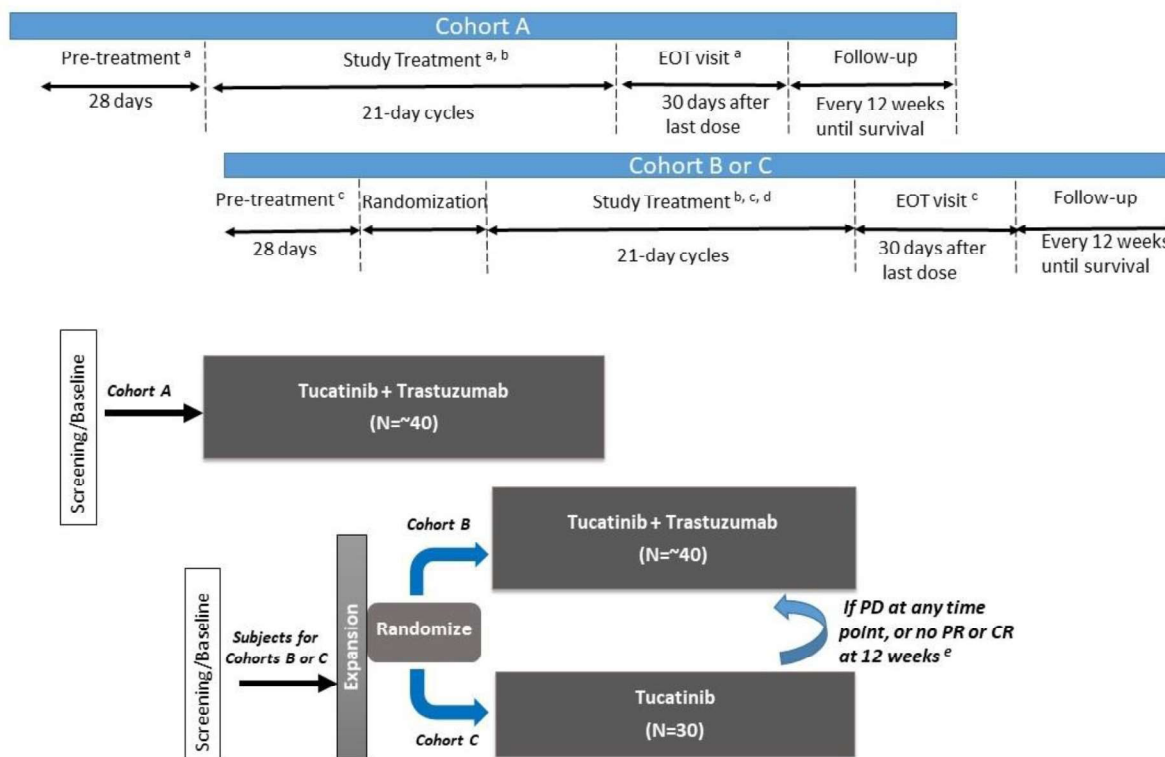 Cohort A
Pre-treatment a
Study Treatment a, b
EOT visit a
Follow-up
28 days
21-day cycles
30 days after
last dose
Every 12 weeks
until survival
Cohort B or C
Pre-treatment c
Randomization
Study Treatment b, c, d
EOT visit c
Follow-up
28 days
21-day cycles
30 days after
last dose
Every 12 weeks
until survival
Screening/Baseline
Cohort A
Tucatinib + Trastuzumab
(N=~40)
Screening/Baseline
Subjects for
Cohorts B or C
Expansion
Randomize
Cohort B
Tucatinib + Trastuzumab
(N=~40)
If PD at any time
point, or no PR or CR
at 12 weeks e
Cohort C
Tucatinib
(N=30)